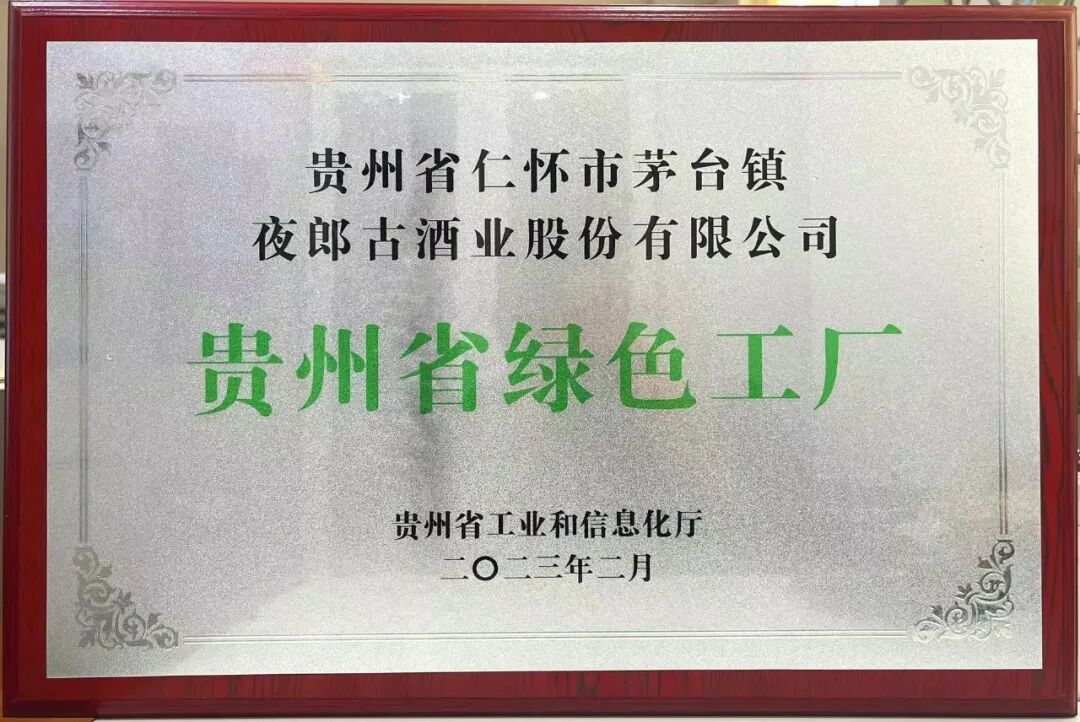 贵州省仁怀市茅台镇
夜郎古酒业股份有限公司
贵州省绿色工厂
贵州省工业和信息化厅
二〇二三年二月